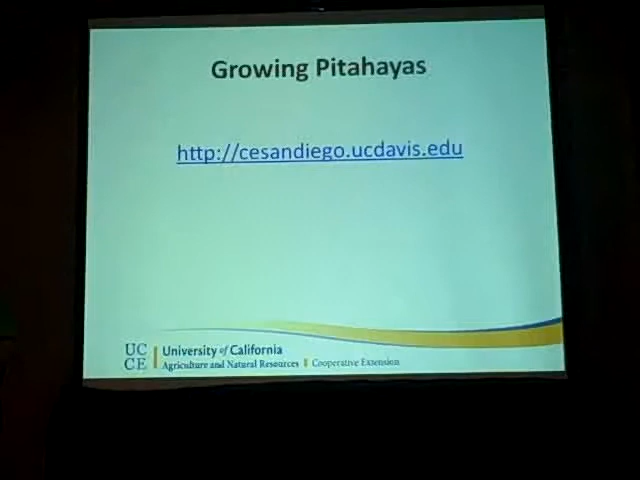 Growing Pitahayas
http://cesandiego.ucdavis.edu
UC
CE
University of California
Agriculture and Natural Resources
Cooperative Extension